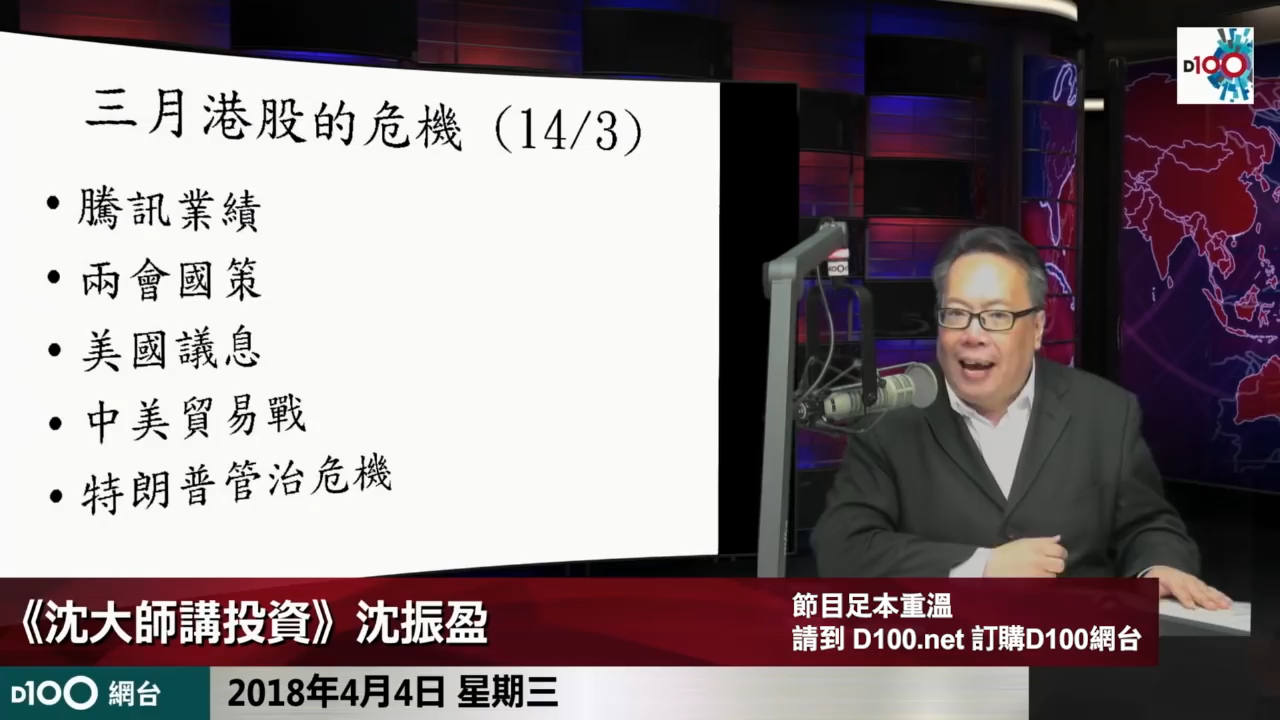 三月港股的危機 (14/3)
• 騰訊業績
• 兩會國策
• 美國議息
• 中美貿易戰
• 特朗普管治危機
D100
《沈大師講投資》沈振盈
節目足本重溫
請到 D100.net 訂購D100網台
D100 網台
2018年4月4日 星期三